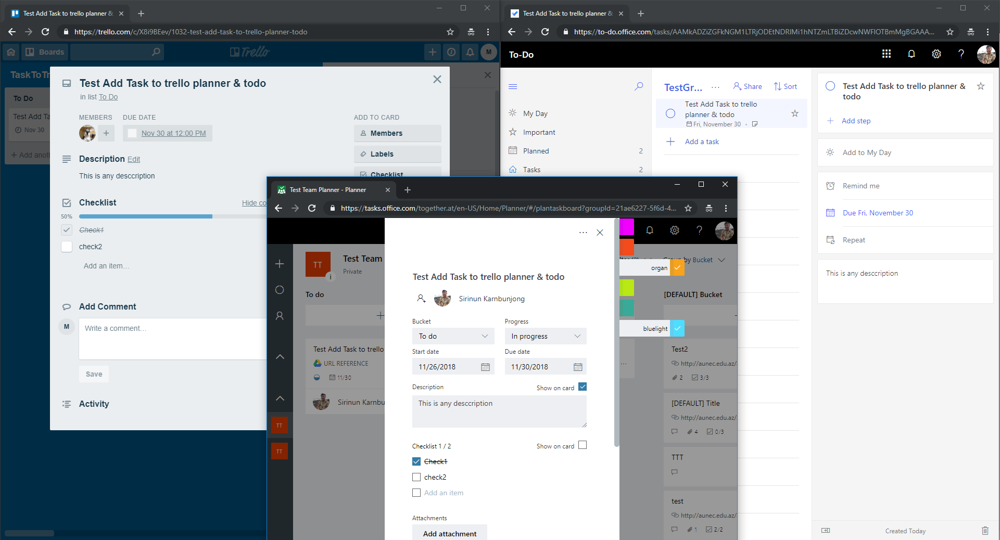 Test Add Task to trello planner &
https://trello.com/c/X8i9BEev/1032-test-add-task-to-trello-planner-todo
Boards
Trello
M
TaskToTr
To Do
Test Add Ta
Nov 30
+ Add anoth
Test Add Task to trello planner & todo
in list To Do
MEMBERS
DUE DATE
Nov 30 at 12:00 PM
ADD TO CARD
Members
Labels
Checklist
Description Edit
This is any desccription
Checklist
Hide co
50%
Check1
check2
Add an item…
Add Comment
M
Write a comment…
Save
Activity
Test Add Task to trello planner &
https://to-do.office.com/tasks/
To-Do
My Day
Important
Planned 2
Tasks 2
TestGr...
Share
Sort
Test Add Task to trello
planner & todo
Fri, November 30
Add a task
Test Add Task to trello planner &
todo
Add step
Add to My Day
Remind me
Due Fri, November 30
Repeat
This is any desccription
Created Today
Test Team Planner - Planner
https://tasks.office.com/together.at/en-US/Home/Planner/#/plantaskboard?groupId=21ae6227-5f6d-4...
TT
Test Team
Private
To do
Test Add Task to trello
URL REFERENCE
11/30
Sirinun Karnbu
TT
TT
Test Add Task to trello planner & todo
Sirinun Karnbunjong
Bucket
Progress
To do
In progress
Start date
Due date
11/26/2018
11/30/2018
Description
Show on card
This is any desccription
Checklist 1 / 2
Show on card
Check1
check2
Add an item
Attachments
Add attachment
organ
bluelight
Group by Bucket
[DEFAULT] Bucket
Test2
http://aunec.edu.az/
2 3/3
[DEFAULT] Title
http://aunec.edu.az/
4 0/3
TTT
test
http://aunec.edu.az/
1 2/2